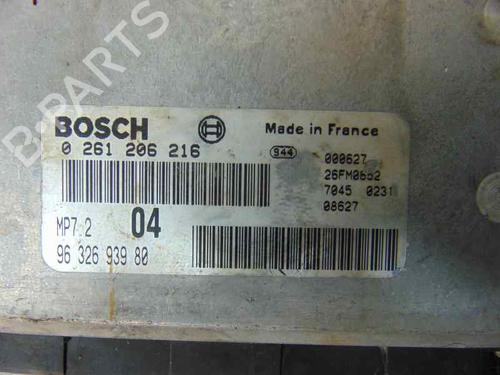 BOSCH
Made in France
0 261 206 216
944
000627
26FM0652
7045 0231
08627
MP7.2 04
96 326 939 80
B-PARTS